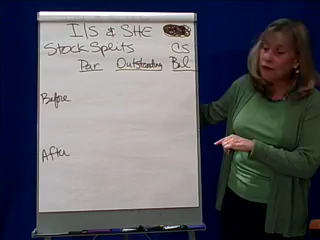 I/S & SHE
Stock Splits CS
Par Outstanding Bal
Before
After